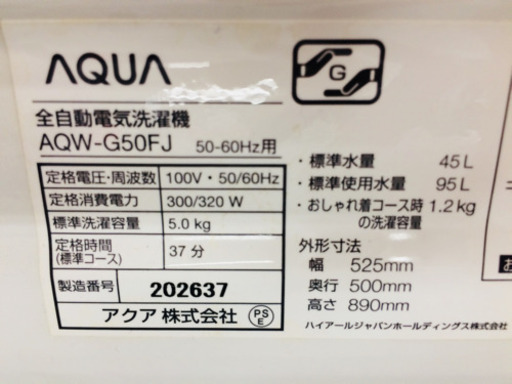 AQUA
全自動電気洗濯機
AQW-G50FJ 50-60Hz用
定格電圧・周波数 100V・50/60Hz
定格消費電力 300/320 W
標準洗濯容量 5.0 kg
定格時間 37 分
(標準コース)
製造番号 202637
アクア 株式会社 PSE
G
・標準水量 45L
・標準使用水量 95L
・おしゃれ着コース時 1.2kg
の洗濯容量
外形寸法
幅 525mm
奥行 500mm
高さ 890mm
ハイアールジャパンホールディングス株式会社
お